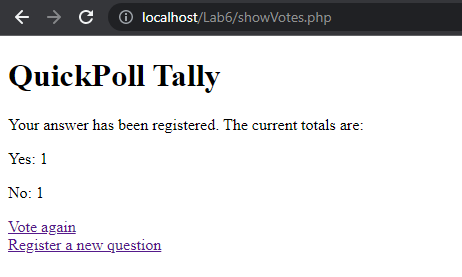 localhost/Lab6/showVotes.php
QuickPoll Tally
Your answer has been registered. The current totals are:
Yes: 1
No: 1
Vote again
Register a new question